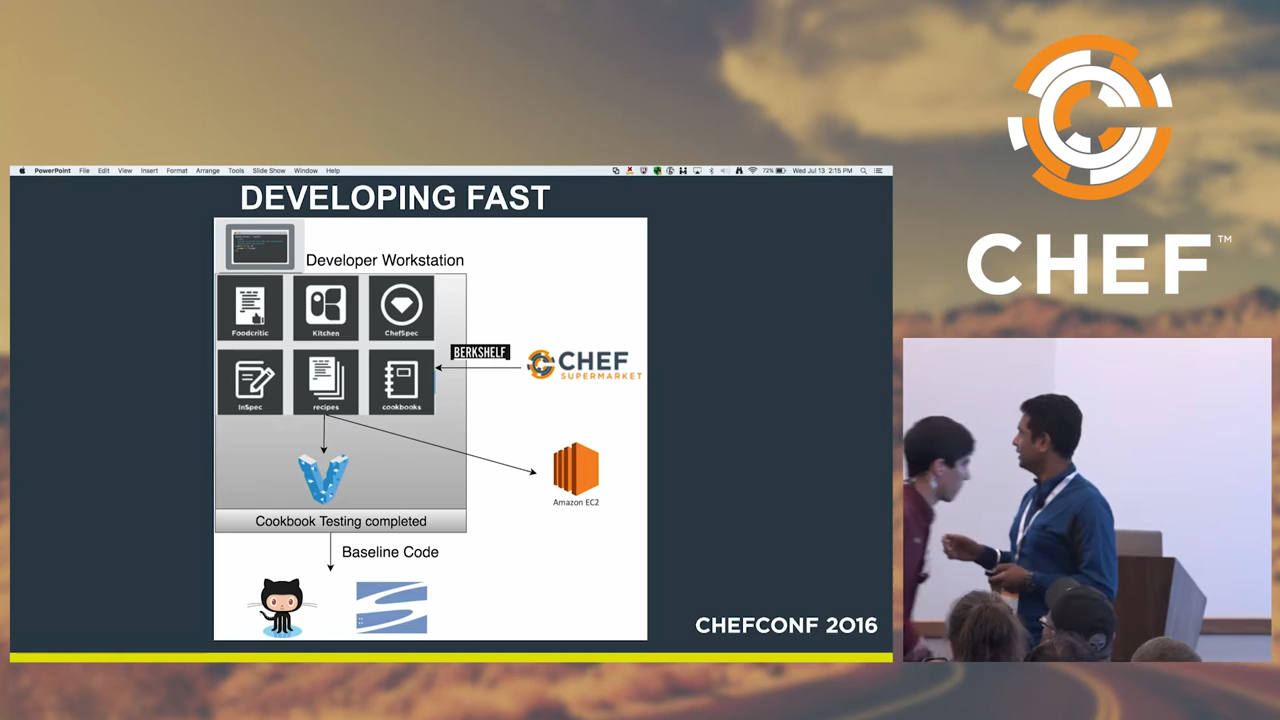 PowerPoint File Edit View Insert Format Arrange Tools Slide Show Window Help 72% Wed Jul 13 2:15 PM
DEVELOPING FAST
Developer Workstation
Foodcritic
Kitchen
ChefSpec
InSpec
recipes
cookbooks
BERKSHELF
CHEF
SUPERMARKET
Amazon EC2
Cookbook Testing completed
Baseline Code
CHEFCONF 2016
CHEF™